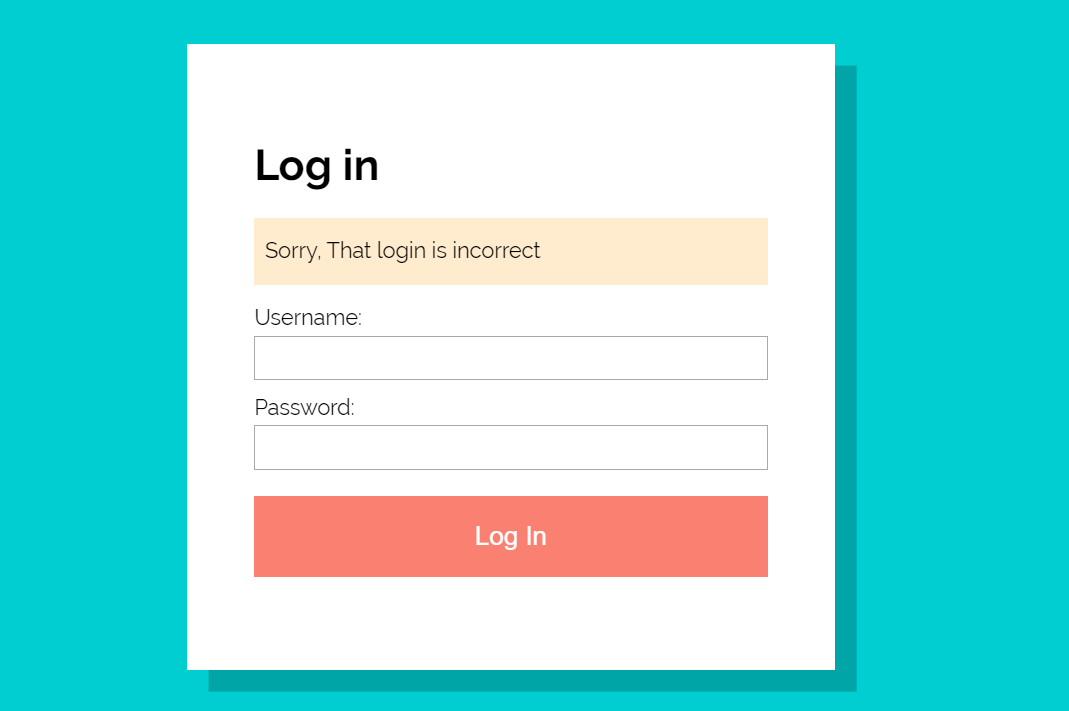 Log in
Sorry, That login is incorrect
Username:
Password:
Log In